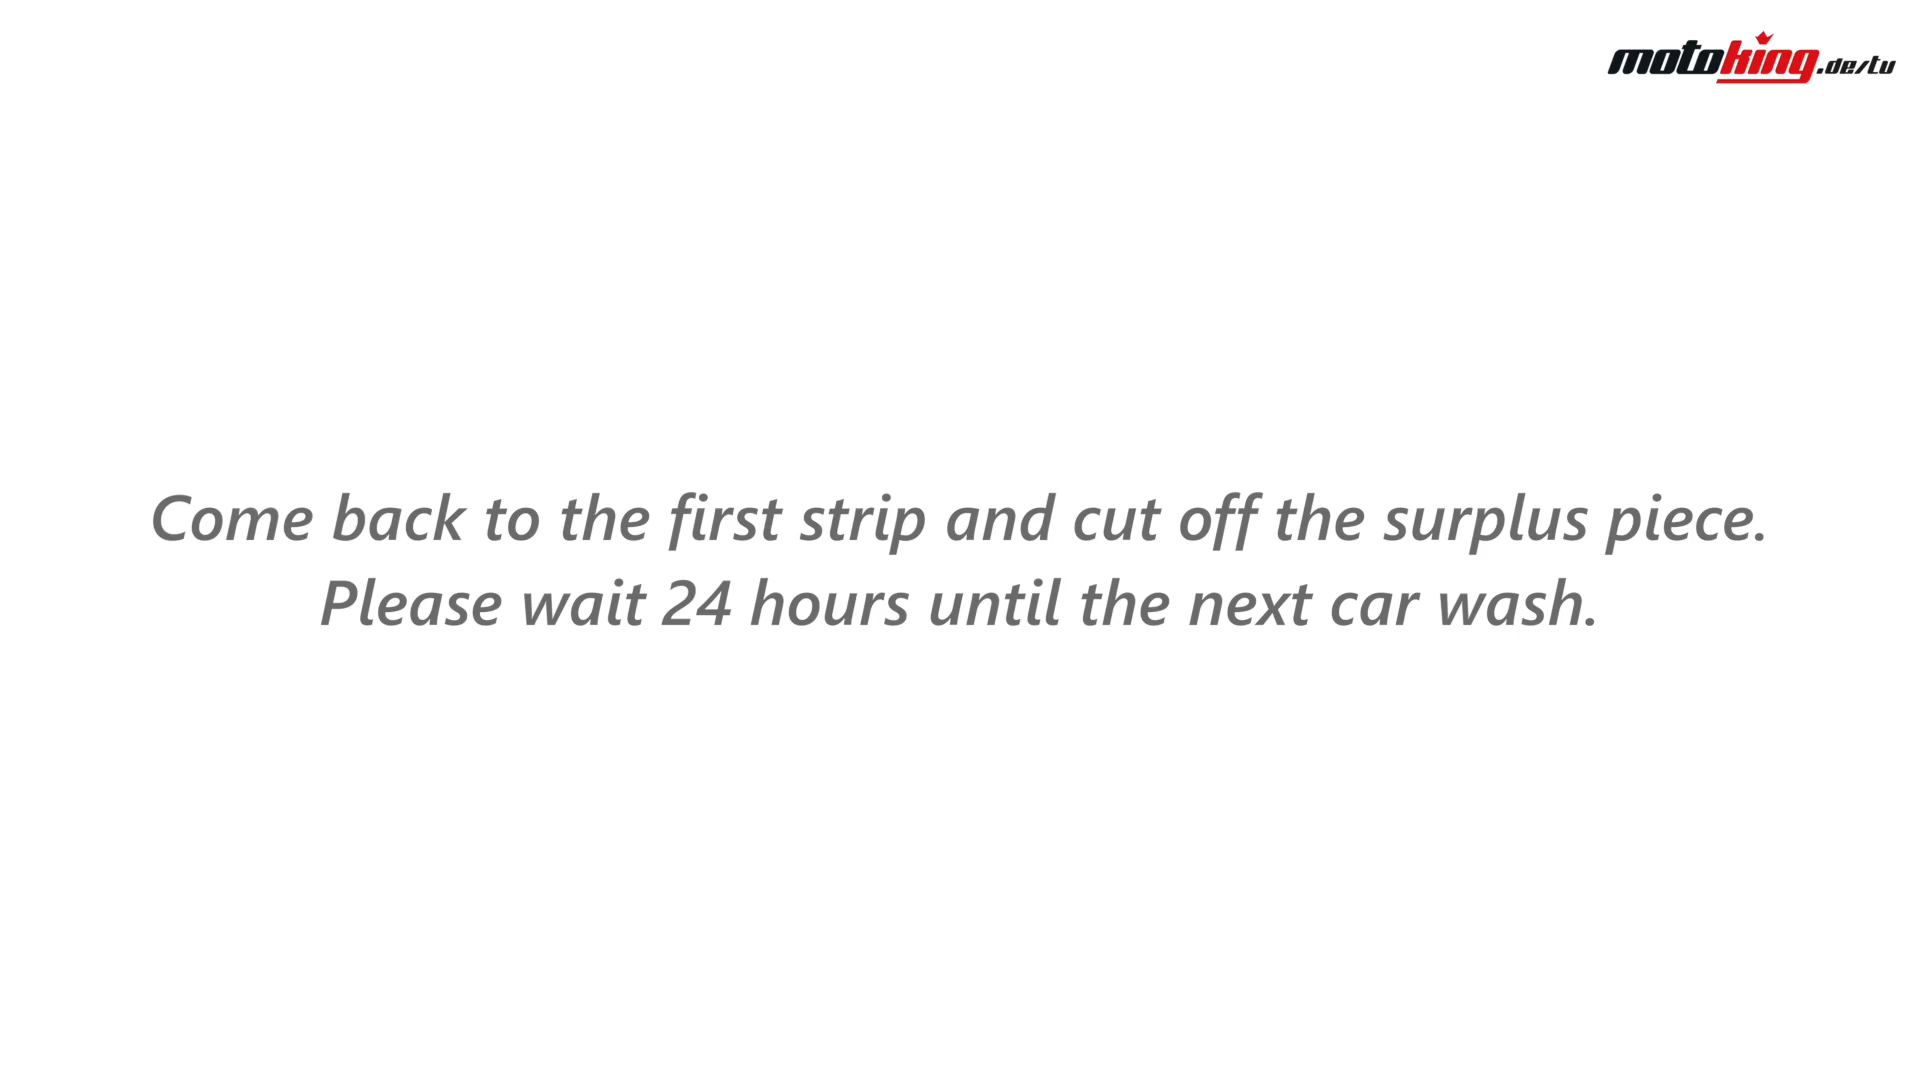 motoking.de/tv
Come back to the first strip and cut off the surplus piece.
Please wait 24 hours until the next car wash.